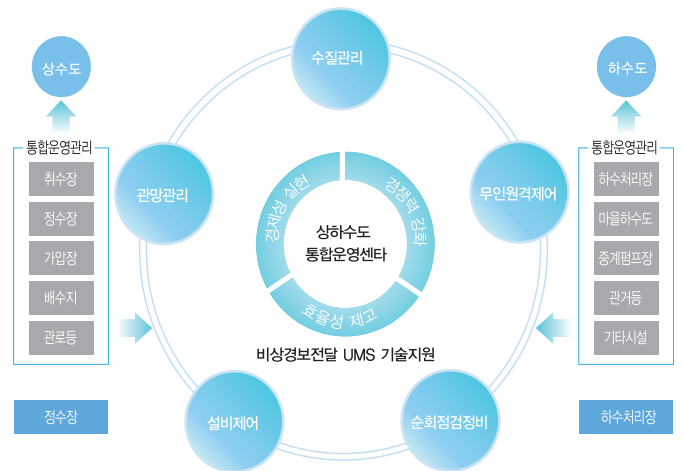 수질관리
상수도
하수도
통합운영관리
취수장
정수장
가압장
배수지
관로등
정수장
관망관리
무인원격제어
경제성 실현
경쟁력 강화
효율성 제고
상하수도
통합운영센타
비상경보전달 UMS 기술지원
설비제어
순회점검정비
통합운영관리
하수처리장
마을하수도
중계펌프장
관거등
기타시설
하수처리장